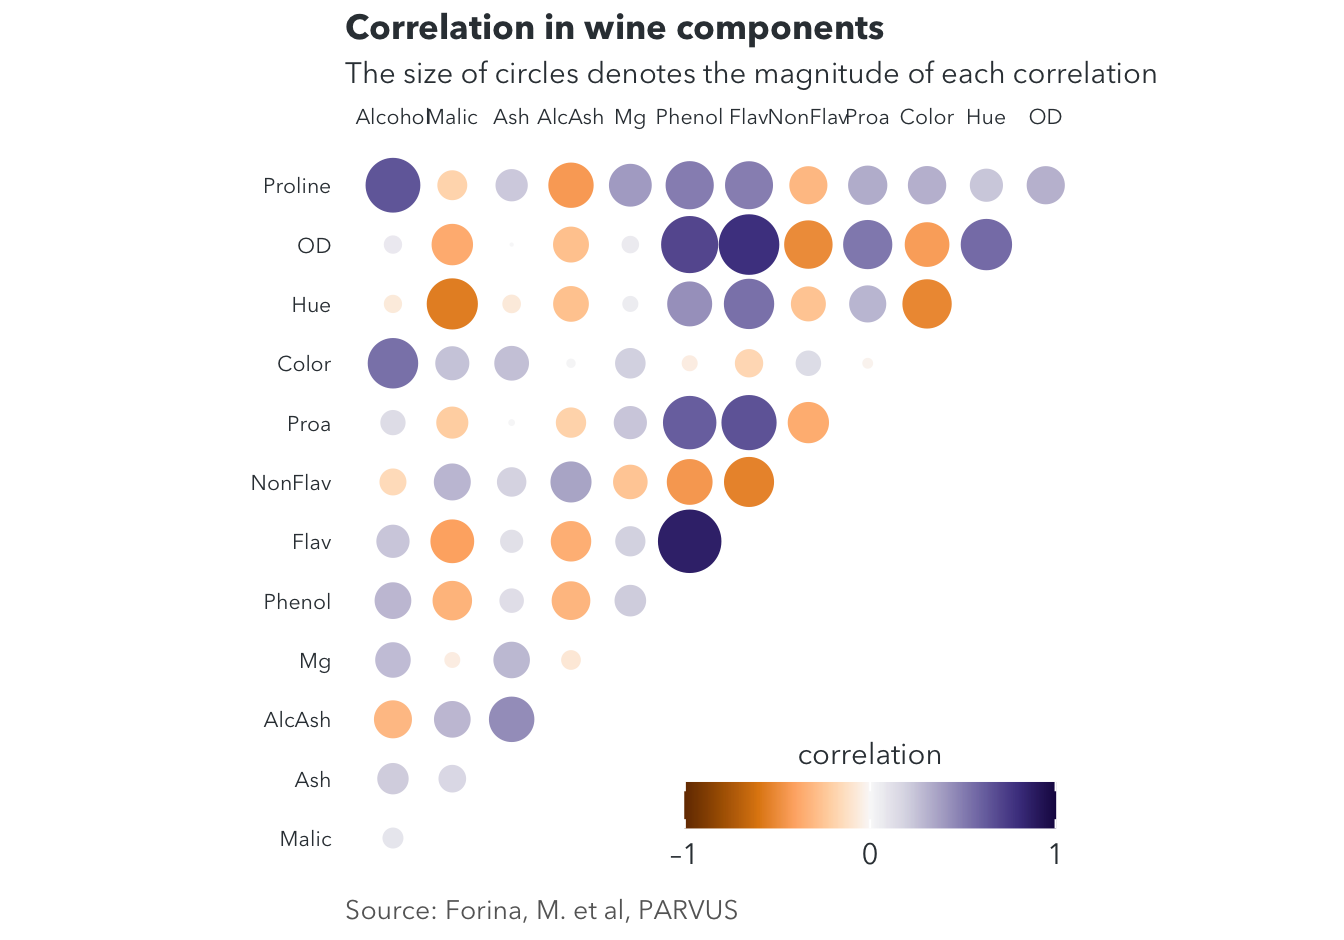 Correlation in wine components
The size of circles denotes the magnitude of each correlation
Alcohol Malic Ash AlcAsh Mg Phenol Flav NonFlav Proa Color Hue OD
Proline
OD
Hue
Color
Proa
NonFlav
Flav
Phenol
Mg
AlcAsh
Ash
Malic
correlation
−1 0 1
Source: Forina, M. et al, PARVUS